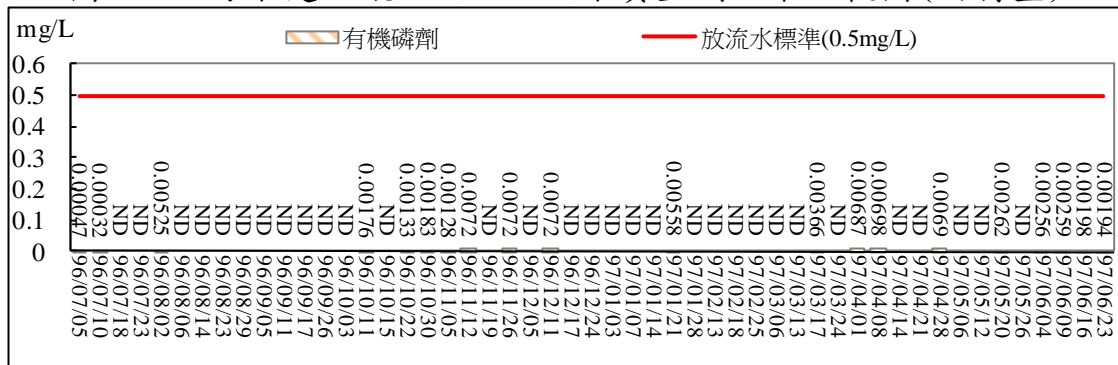 mg/L
有機磷劑
放流水標準(0.5mg/L)
0.6
0.5
0.4
0.3
0.2
0.1
0
0.00047
0.00032
ND
ND
0.00525
ND
ND
ND
ND
ND
ND
ND
ND
ND
0.00176
ND
0.00133
0.00183
0.00128
0.0072
ND
0.0072
ND
0.0072
ND
ND
ND
ND
ND
0.00558
ND
ND
ND
ND
ND
ND
0.00366
ND
0.00687
0.00698
ND
ND
0.0069
ND
ND
0.00262
ND
0.00256
0.00259
0.00198
0.00194
96/07/05
96/07/10
96/07/18
96/07/23
96/08/02
96/08/06
96/08/14
96/08/23
96/08/29
96/09/05
96/09/11
96/09/17
96/09/26
96/10/03
96/10/11
96/10/15
96/10/22
96/10/30
96/11/05
96/11/12
96/11/19
96/11/26
96/12/05
96/12/11
96/12/17
96/12/24
97/01/03
97/01/07
97/01/14
97/01/21
97/01/28
97/02/13
97/02/18
97/02/25
97/03/06
97/03/13
97/03/17
97/03/24
97/04/01
97/04/08
97/04/14
97/04/21
97/04/28
97/05/06
97/05/12
97/05/20
97/05/26
97/06/04
97/06/09
97/06/16
97/06/23